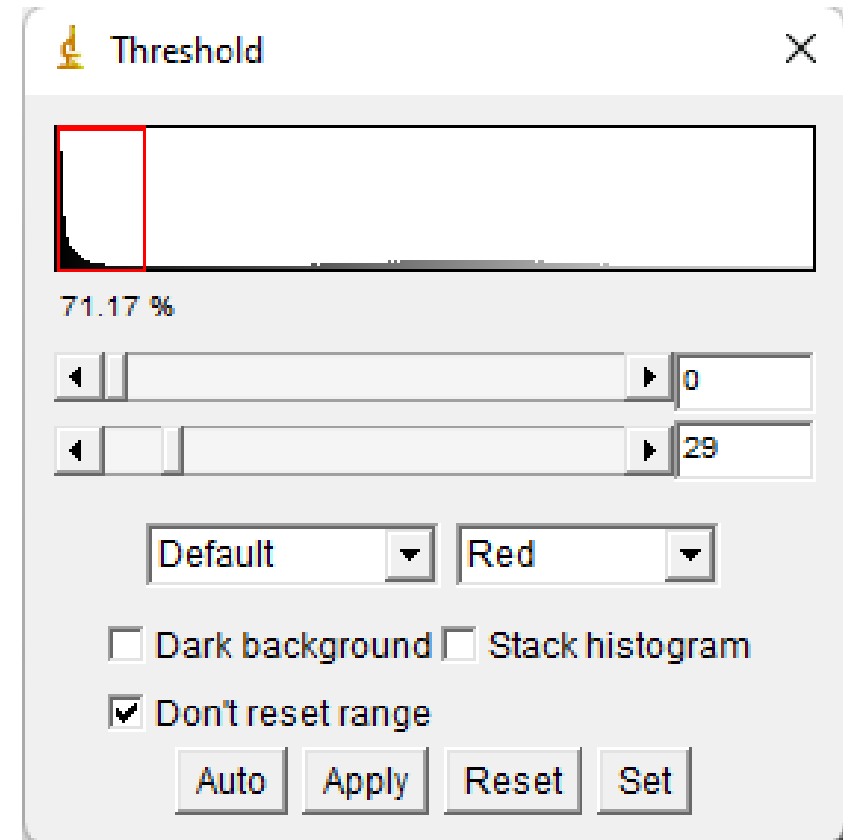 Threshold
71.17 %
0
29
Default Red
Dark background Stack histogram
Don't reset range
Auto Apply Reset Set